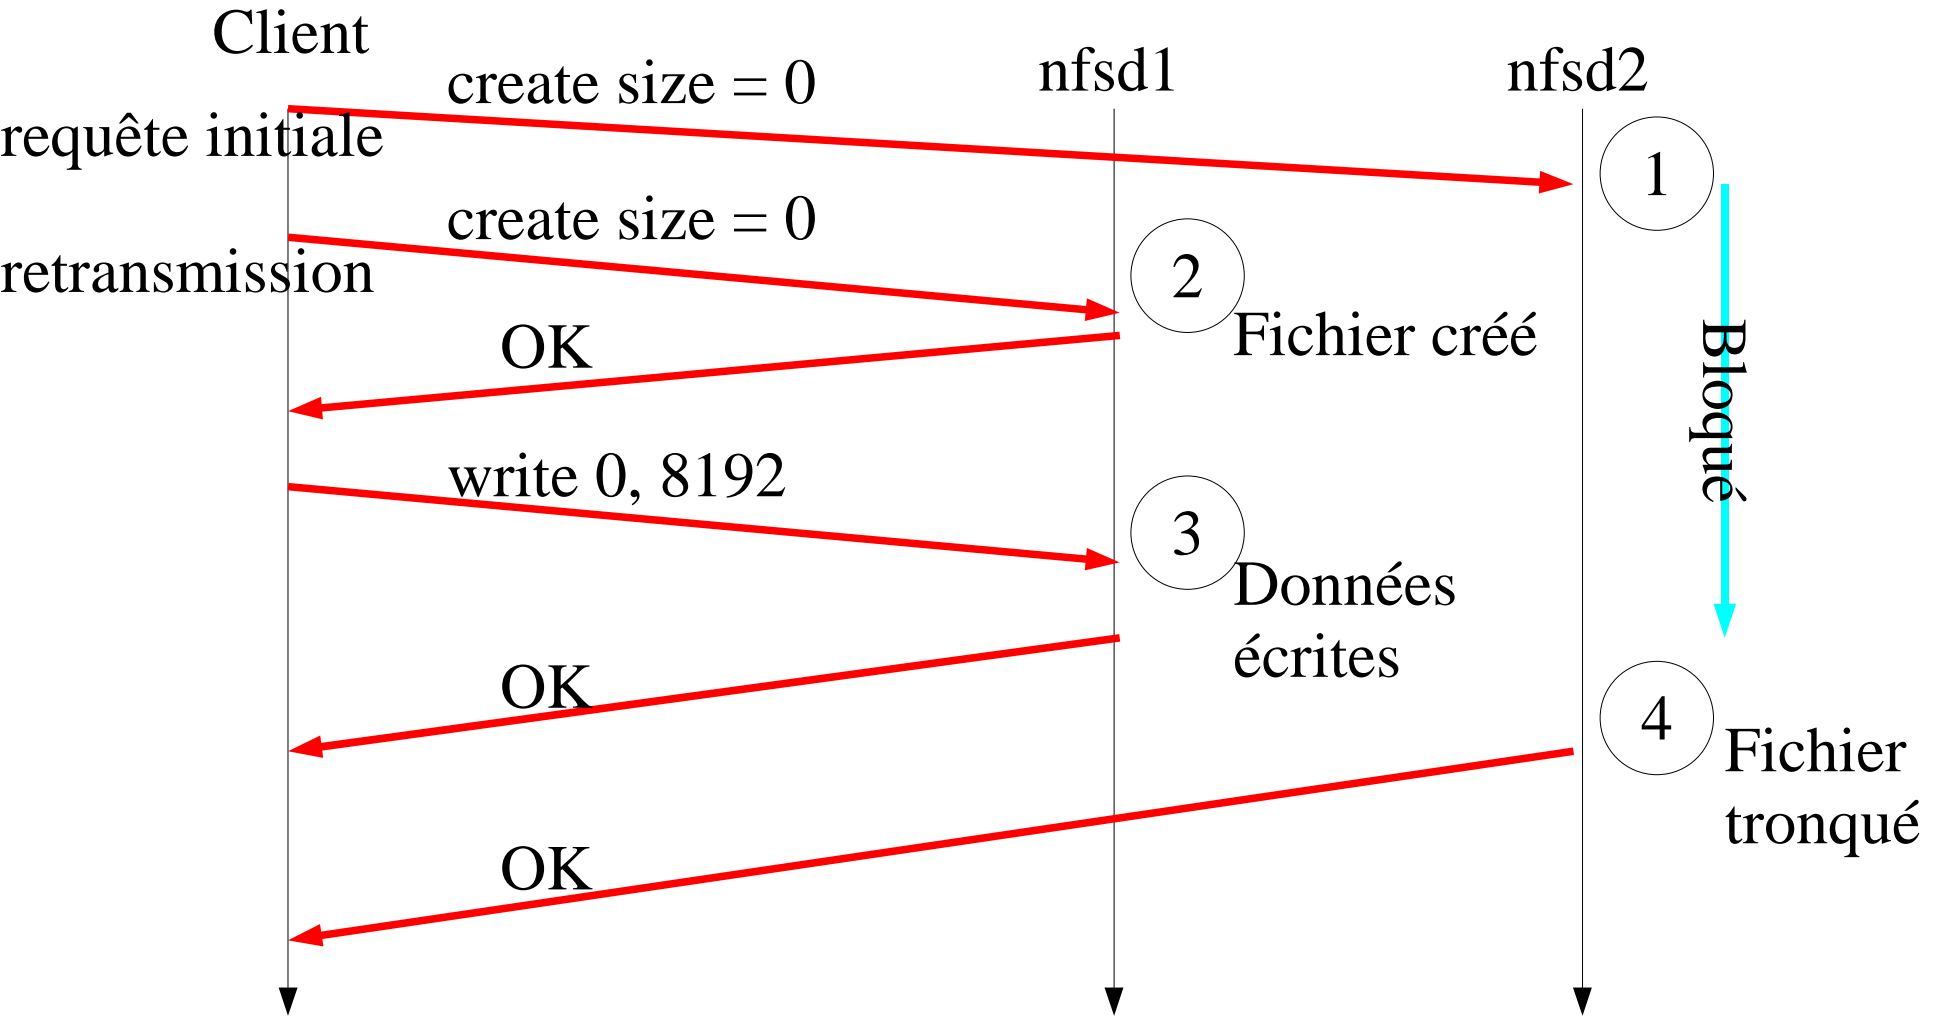 Client
nfsd1
nfsd2
create size = 0
requête initiale
1
create size = 0
retransmission
2
Fichier créé
OK
Bloqué
write 0, 8192
3
Données
écrites
OK
4
Fichier
tronqué
OK